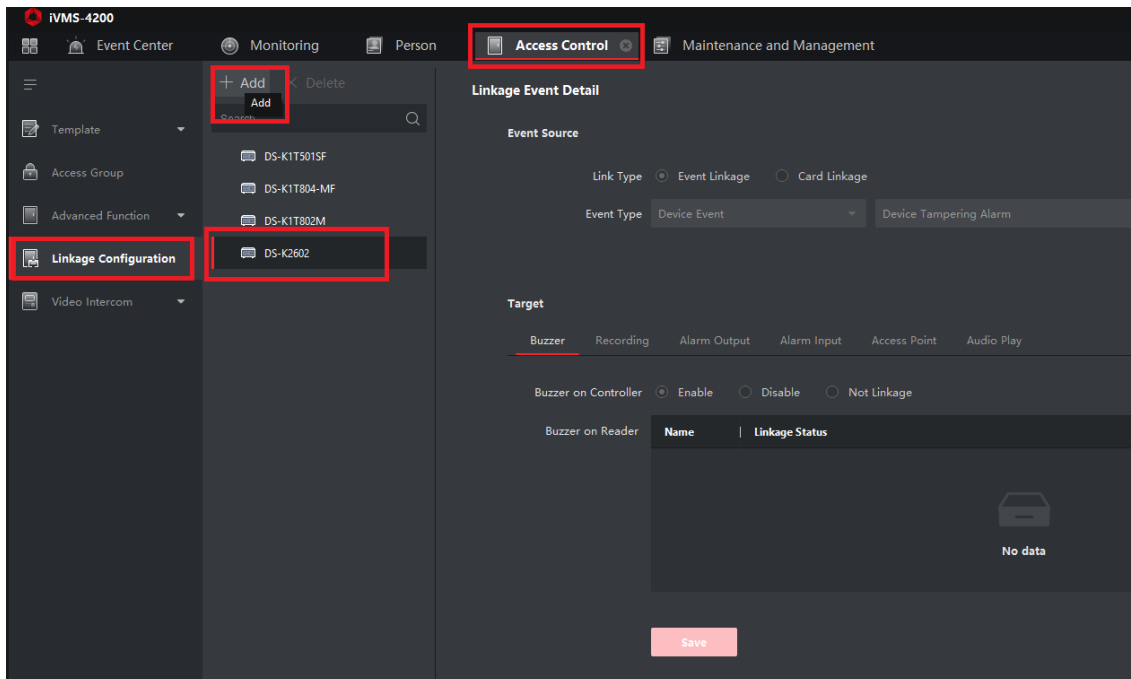 iVMS-4200
Event Center Monitoring Person Access Control Maintenance and Management
Template
Access Group
Advanced Function
Linkage Configuration
Video Intercom
Add Delete
Add
Search
DS-K1T501SF
DS-K1T804-MF
DS-K1T802M
DS-K2602
Linkage Event Detail
Event Source
Link Type Event Linkage Card Linkage
Event Type Device Event Device Tampering Alarm
Target
Buzzer Recording Alarm Output Alarm Input Access Point Audio Play
Buzzer on Controller Enable Disable Not Linkage
Buzzer on Reader Name | Linkage Status
No data
Save